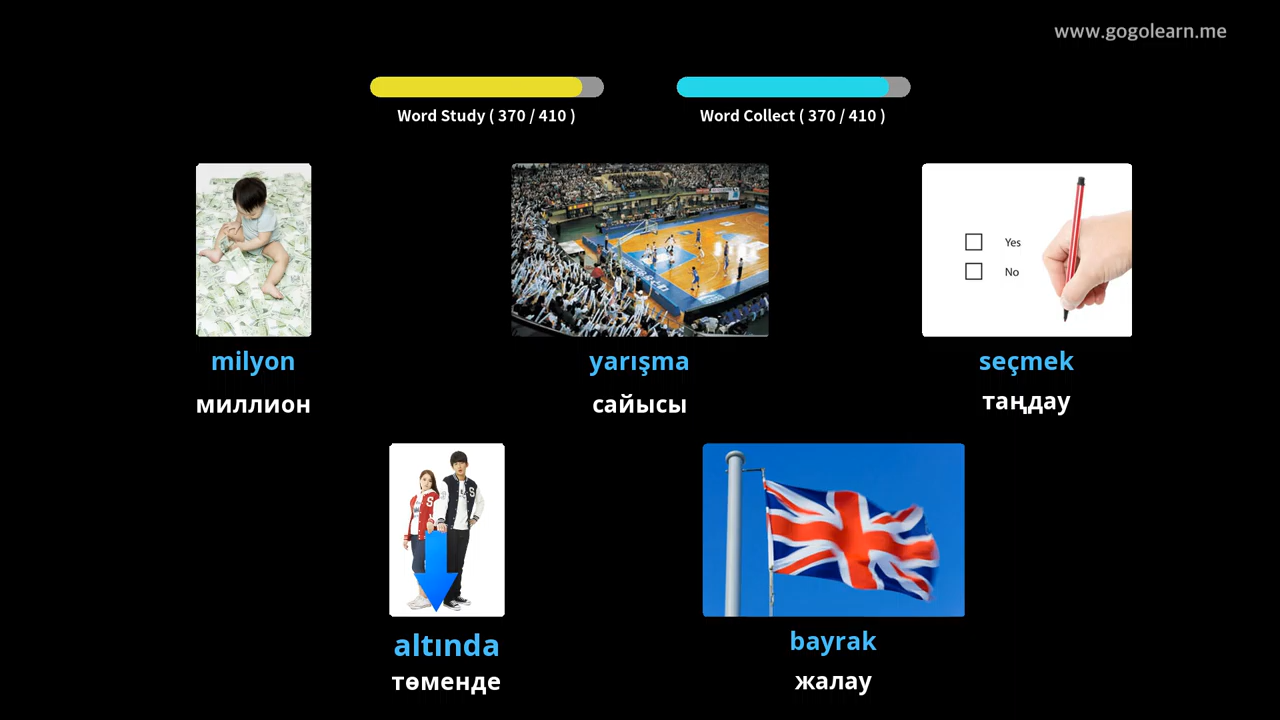 www.gogolearn.me
Word Study ( 370 / 410 )
Word Collect ( 370 / 410 )
Yes
No
milyon
yarışma
seçmek
миллион
сайысы
таңдау
S
S
altında
bayrak
төменде
жалау